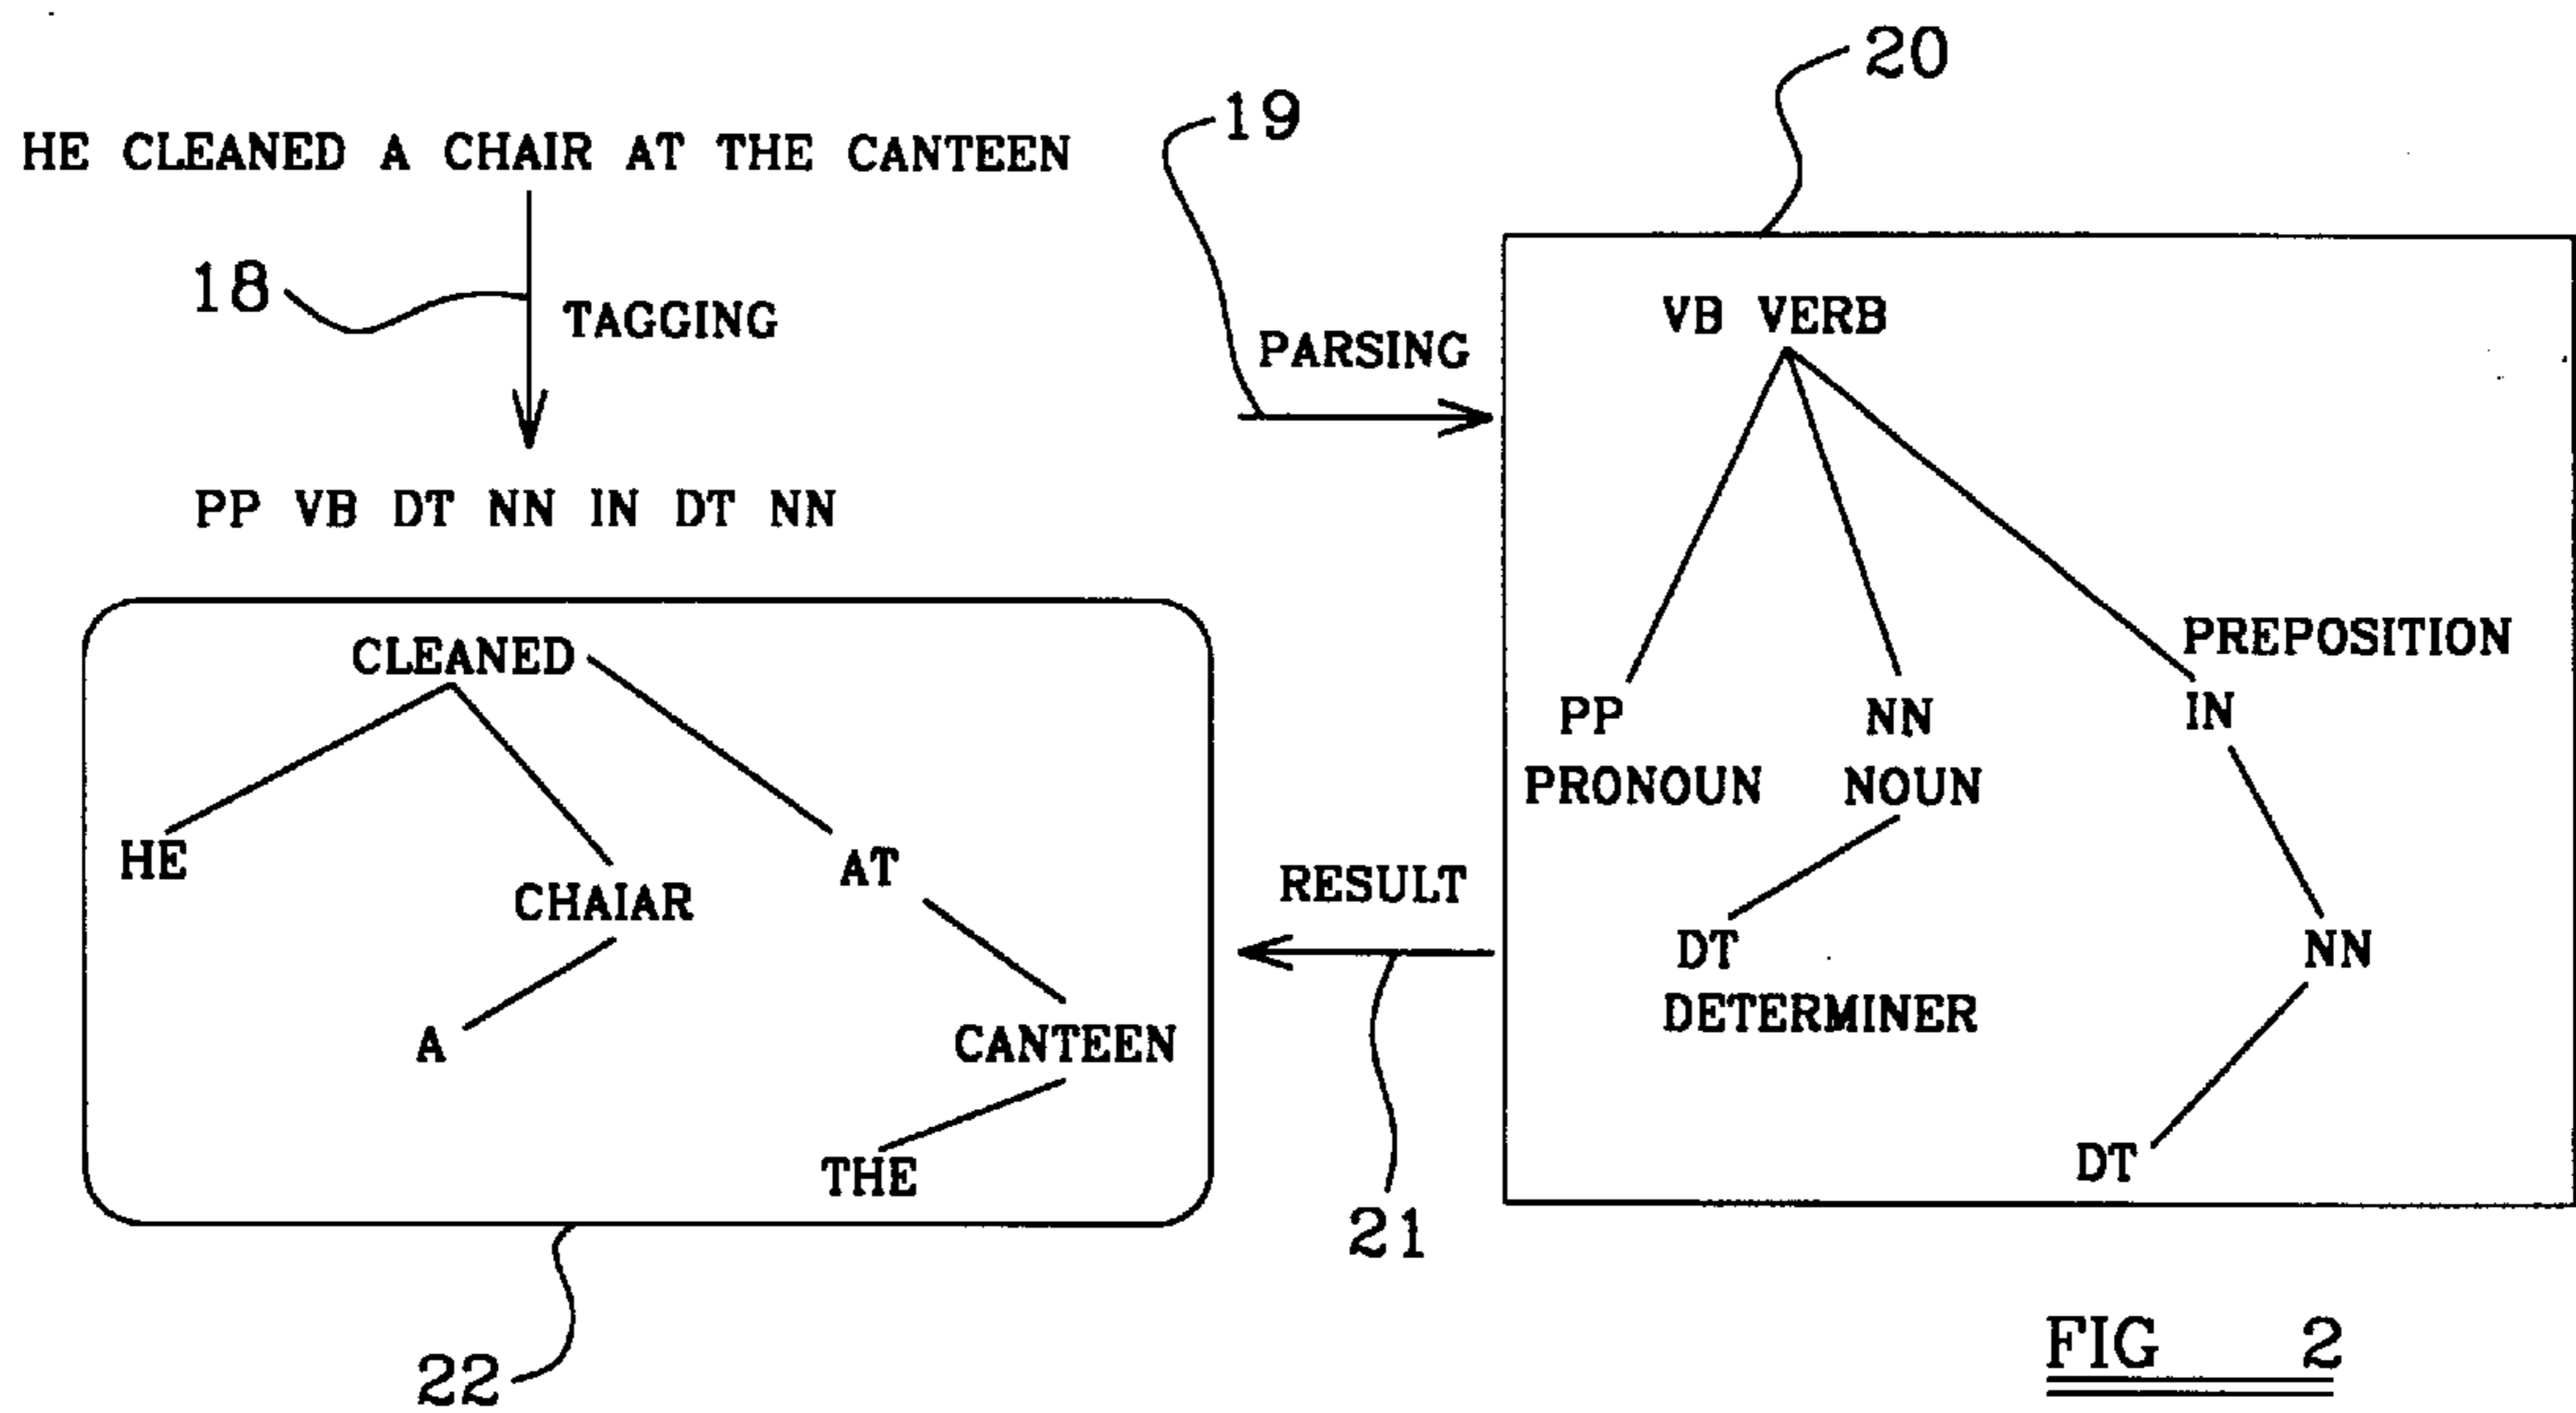 20
19
HE CLEANED A CHAIR AT THE CANTEEN
18
TAGGING
PARSING
PP VB DT NN IN DT NN
VB VERB
PREPOSITION
PP
NN
IN
PRONOUN
NOUN
DT
DETERMINER
NN
DT
RESULT
21
CLEANED
HE
CHAIAR
AT
A
CANTEEN
THE
22
FIG 2